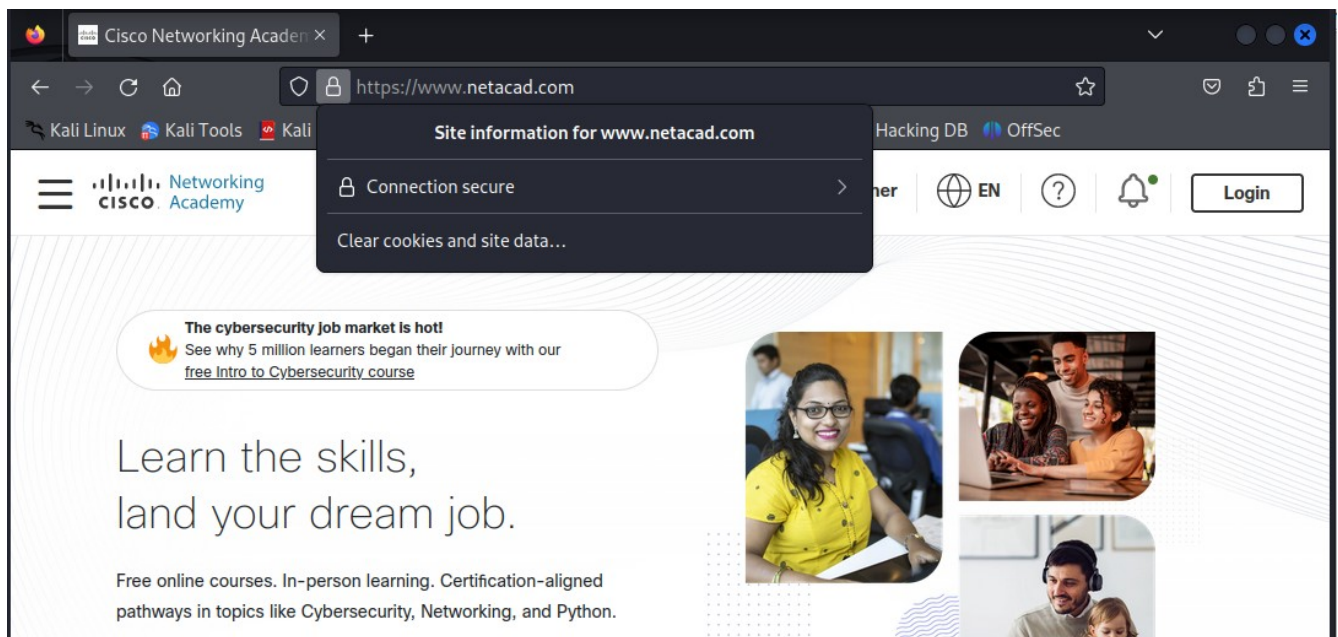 Cisco Networking Acaden
https://www.netacad.com
Kali Linux Kali Tools Kali Hacking DB OffSec
Site information for www.netacad.com
Connection secure
Clear cookies and site data...
Networking
CISCO Academy
ner EN ? Login
The cybersecurity job market is hot!
See why 5 million learners began their journey with our
free Intro to Cybersecurity course
Learn the skills,
land your dream job.
Free online courses. In-person learning. Certification-aligned
pathways in topics like Cybersecurity, Networking, and Python.